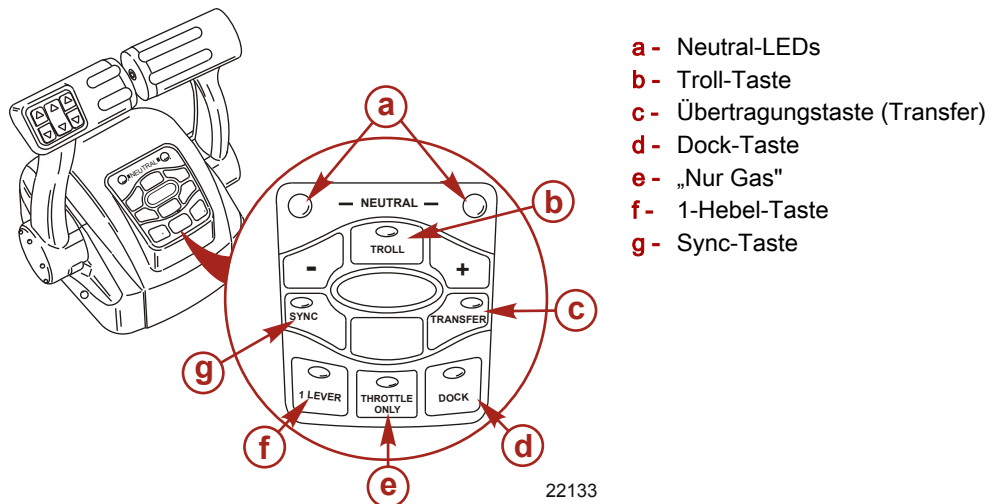 a - Neutral-LEDs
b - Troll-Taste
c - Übertragungstaste (Transfer)
d - Dock-Taste
e - „Nur Gas"
f - 1-Hebel-Taste
g - Sync-Taste
NEUTRAL
a
— NEUTRAL —
b
TROLL
- +
SYNC TRANSFER
c
g
1 LEVER THROTTLE ONLY DOCK
f
e
d
22133